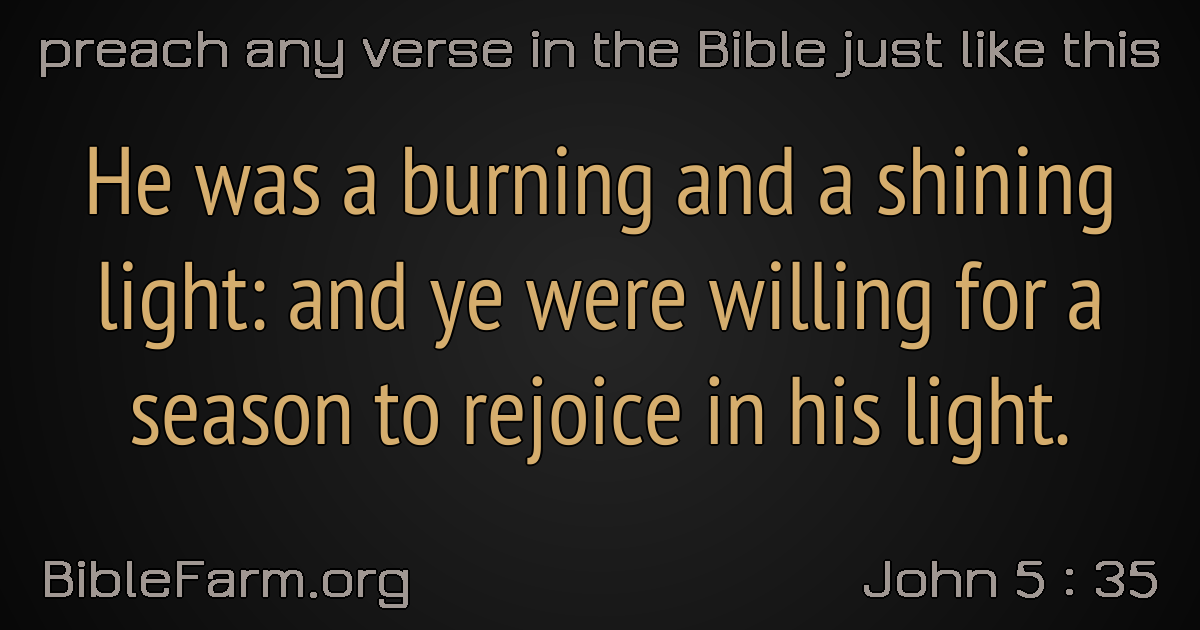 preach any verse in the Bible just like this
He was a burning and a shining
light: and ye were willing for a
season to rejoice in his light.
BibleFarm.org
John 5 : 35